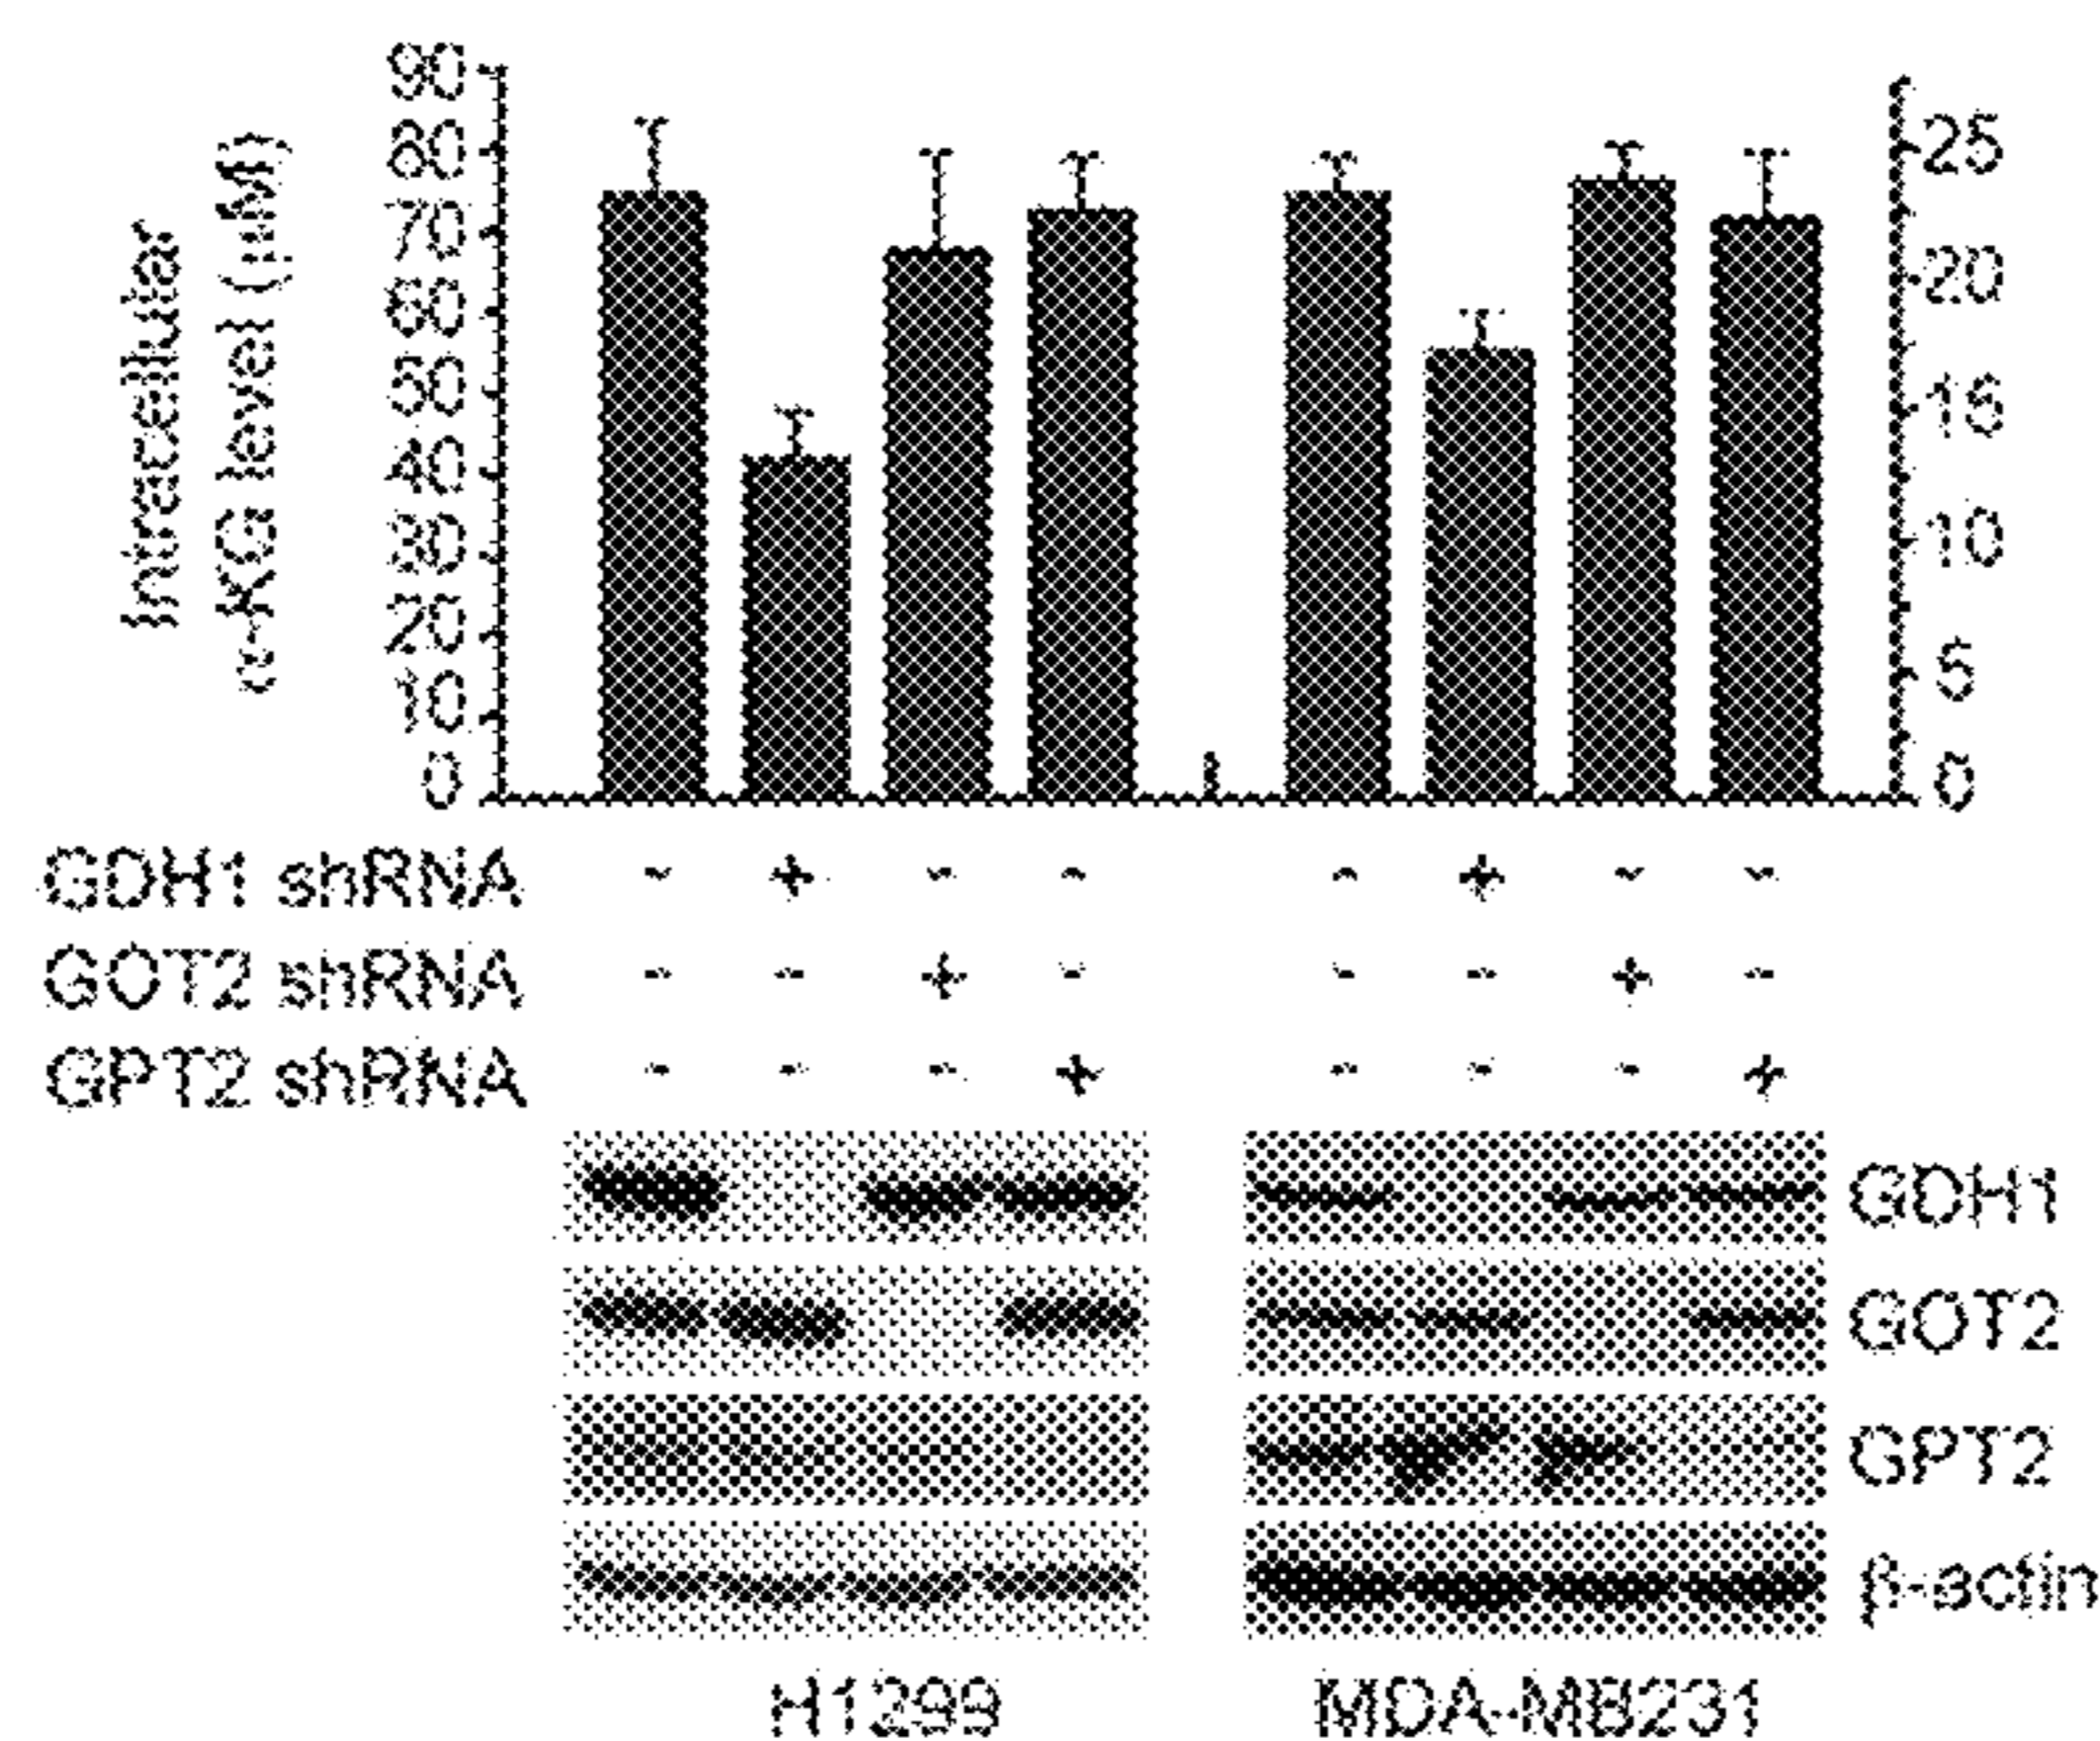 Intracellular
α-KG level (μM)
90
80
70
60
50
40
30
20
10
0
25
20
15
10
5
0
GDH1 shRNA - + - - - + - -
GOT2 shRNA - - + - - - + -
GPT2 shRNA - - - + - - - +
GDH1
GOT2
GPT2
β-actin
H1299 MDA-MB231